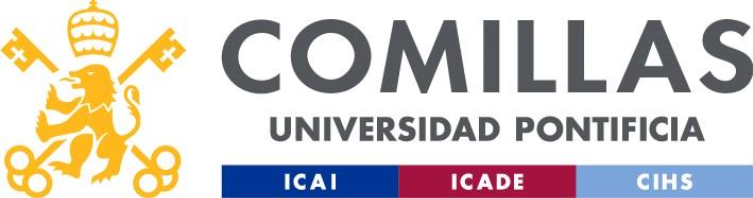 COMILLAS
UNIVERSIDAD PONTIFICIA
ICAI ICADE CIHS